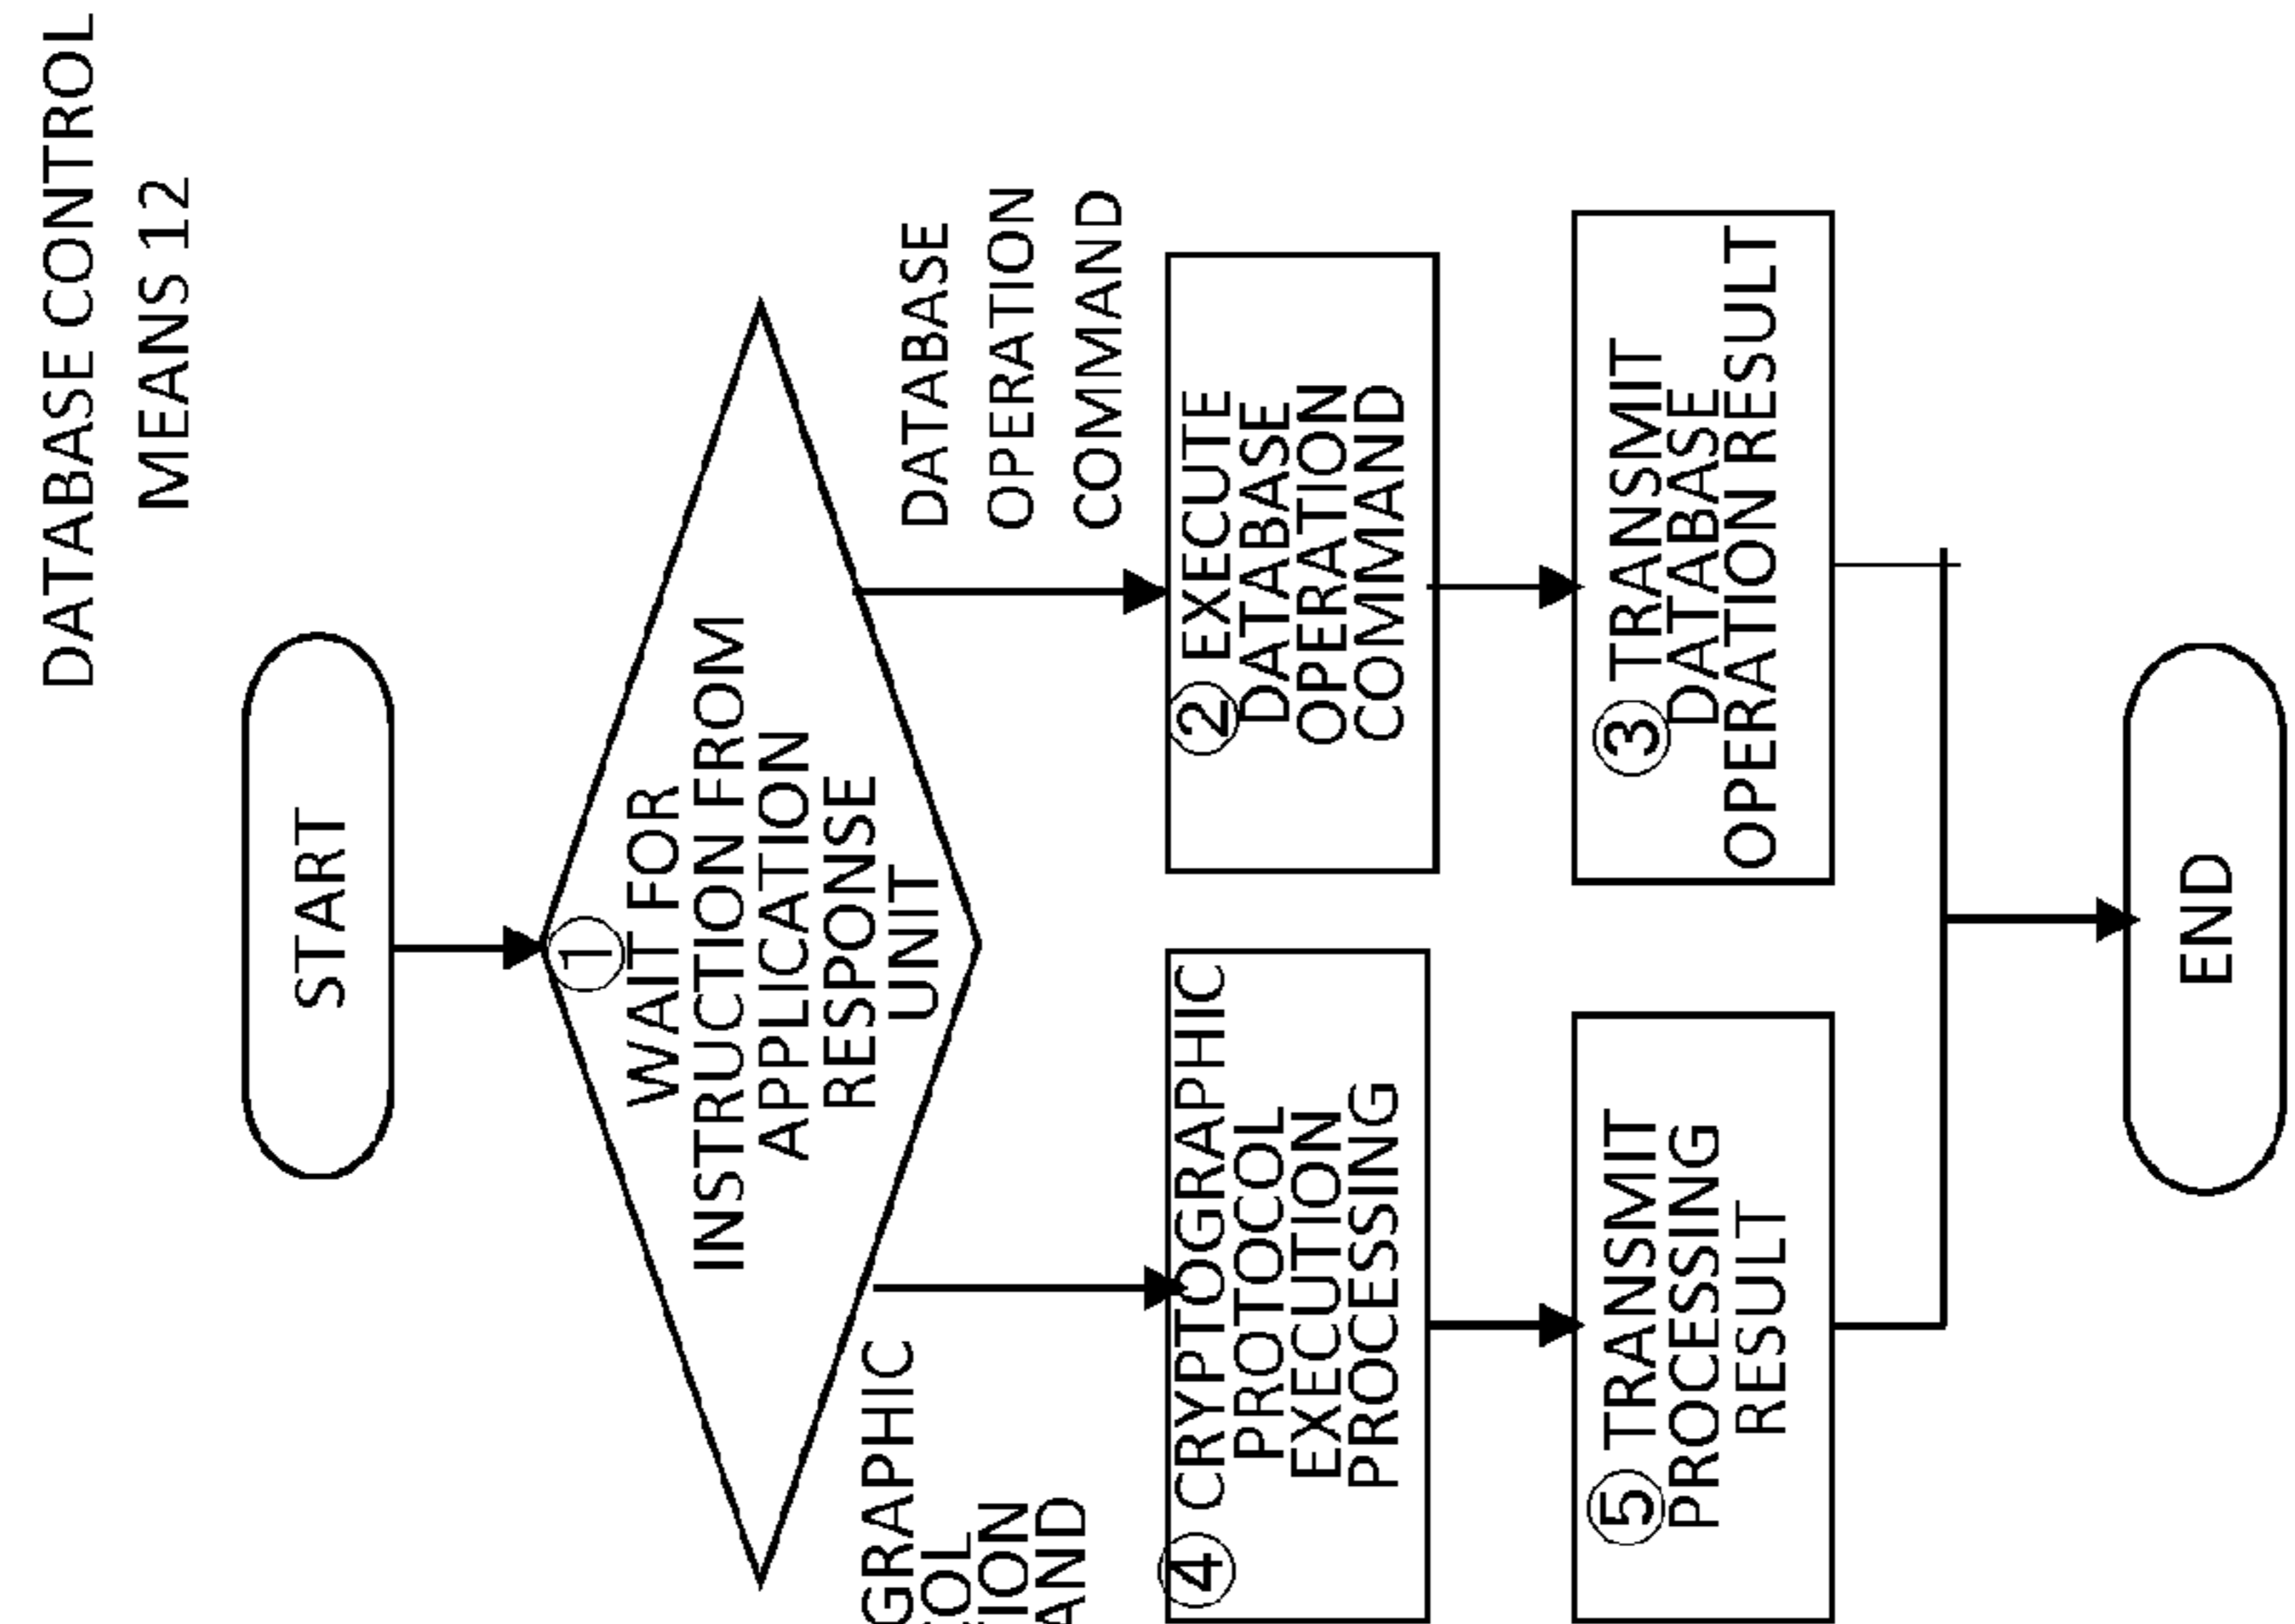 DATABASE CONTROL
MEANS 12
START
①
WAIT FOR
INSTRUCTION FROM
APPLICATION
RESPONSE
UNIT
DATABASE
OPERATION
COMMAND
② EXECUTE
DATABASE
OPERATION
COMMAND
③ TRANSMIT
DATABASE
OPERATION RESULT
④ CRYPTOGRAPHIC
PROTOCOL
EXECUTION
PROCESSING
⑤ TRANSMIT
PROCESSING
RESULT
END